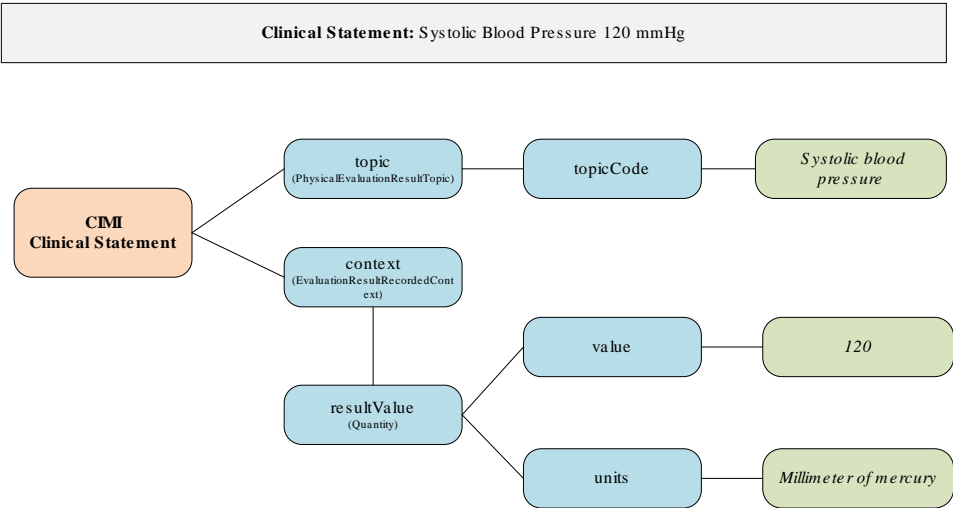 Clinical Statement: Systolic Blood Pressure 120 mmHg
topic
(PhysicalEvaluationResultTopic)
topicCode
Systolic blood
pressure
CIMI
Clinical Statement
context
(EvaluationResultRecordedCont
ext)
value
120
resultValue
(Quantity)
units
Millimeter of mercury